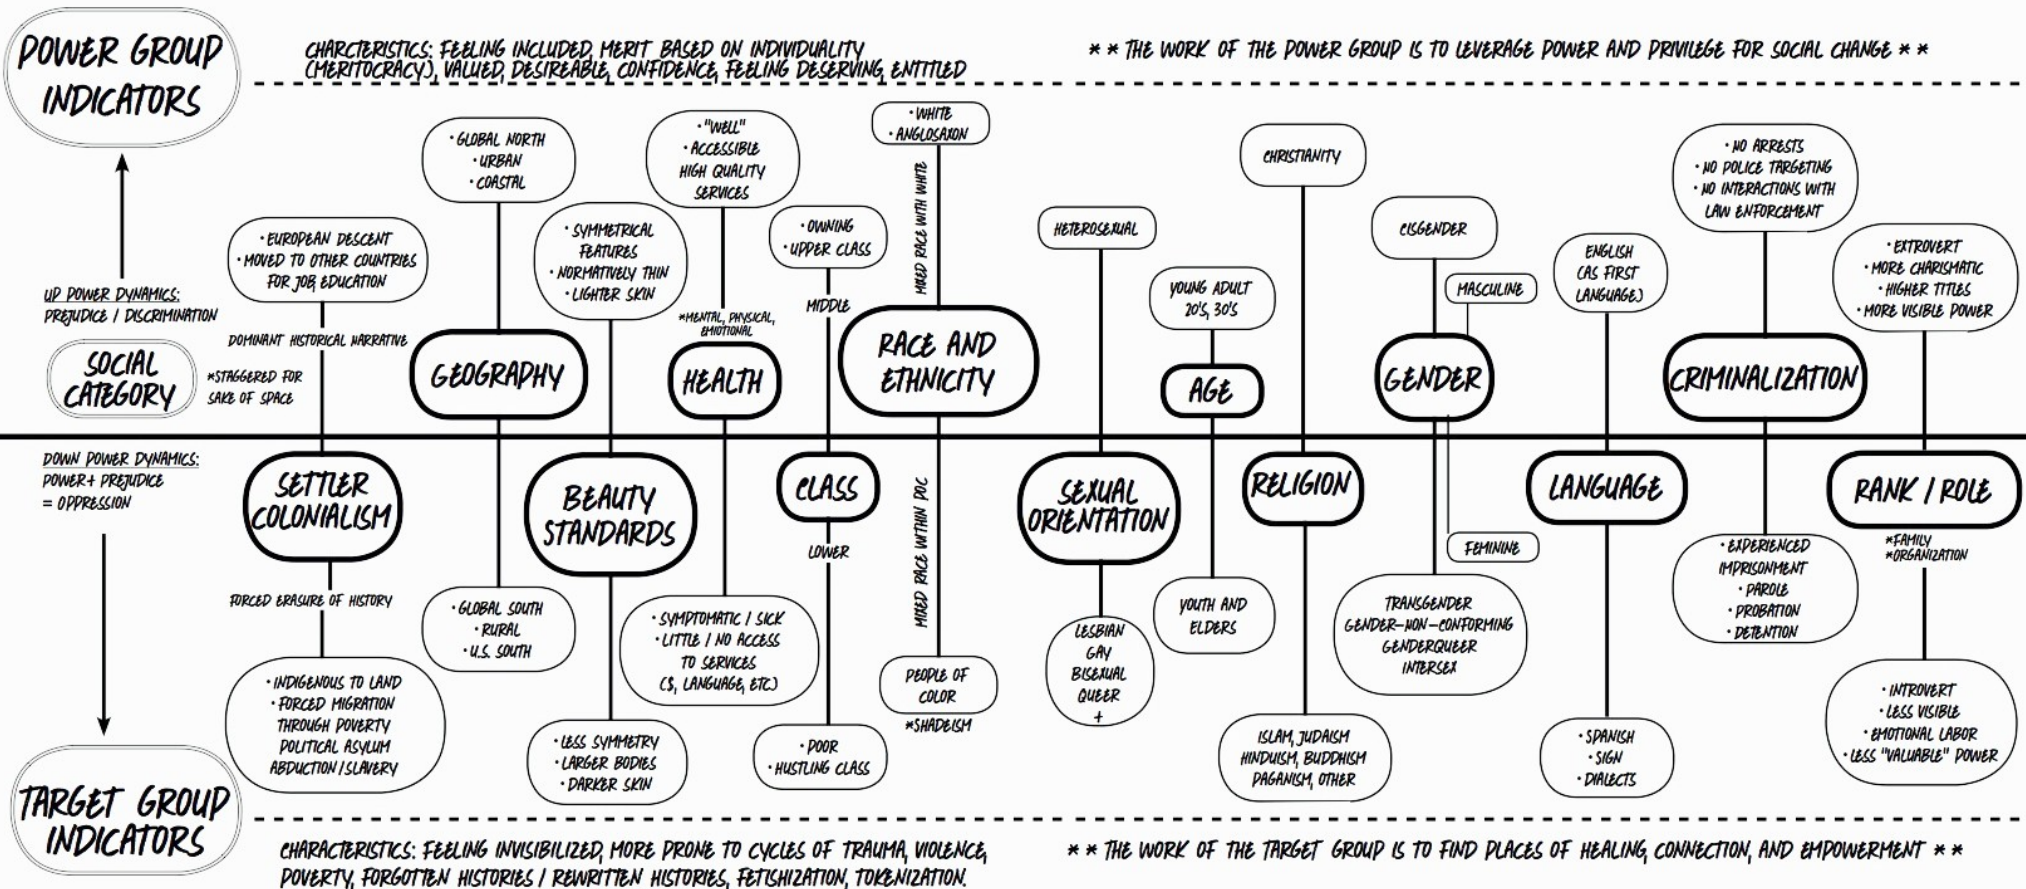 POWER GROUP
INDICATORS
CHARCTERISTICS: FEELING INCLUDED, MERIT BASED ON INDIVIDUALITY
(MERITOCRACY), VALUED, DESIREABLE, CONFIDENCE, FEELING DESERVING, ENTITLED
* * THE WORK OF THE POWER GROUP IS TO LEVERAGE POWER AND PRIVILEGE FOR SOCIAL CHANGE * *
UP POWER DYNAMICS:
PREJUDICE / DISCRIMINATION
SOCIAL
CATEGORY
*STAGGERED FOR
SAKE OF SPACE
DOWN POWER DYNAMICS:
POWER+ PREJUDICE
= OPPRESSION
• EUROPEAN DESCENT
• MOVED TO OTHER COUNTRIES
FOR JOB, EDUCATION
DOMINANT HISTORICAL NARRATIVE
SETTLER
COLONIALISM
FORCED ERASURE OF HISTORY
• INDIGENOUS TO LAND
• FORCED MIGRATION
THROUGH POVERTY
POLITICAL ASYLUM
ABDUCTION/SLAVERY
• GLOBAL NORTH
• URBAN
• COASTAL
GEOGRAPHY
• GLOBAL SOUTH
• RURAL
• U.S. SOUTH
• SYMMETRICAL
FEATURES
• NORMATIVELY THIN
• LIGHTER SKIN
BEAUTY
STANDARDS
• LESS SYMMETRY
• LARGER BODIES
• DARKER SKIN
• "WELL"
• ACCESSIBLE
HIGH QUALITY
SERVICES
*MENTAL, PHYSICAL,
EMOTIONAL
HEALTH
• SYMPTOMATIC / SICK
• LITTLE / NO ACCESS
TO SERVICES
($, LANGUAGE, ETC)
• OWNING
• UPPER CLASS
MIDDLE
CLASS
LOWER
• POOR
• HUSTLING CLASS
• WHITE
• ANGLOSAXON
MIXED RACE WITH WHITE
RACE AND
ETHNICITY
MIXED RACE WITHIN POC
PEOPLE OF
COLOR
*SHADEISM
HETEROSEXUAL
SEXUAL
ORIENTATION
LESBIAN
GAY
BISEXUAL
QUEER
+
YOUNG ADULT
20'S, 30'S
AGE
YOUTH AND
ELDERS
CHRISTIANITY
RELIGION
ISLAM, JUDAISM
HINDUISM, BUDDHISM
PAGANISM, OTHER
CISGENDER
MASCULINE
GENDER
FEMININE
TRANSGENDER
GENDER-NON-CONFORMING
GENDERQUEER
INTERSEX
ENGLISH
(AS FIRST
LANGUAGE)
LANGUAGE
• SPANISH
• SIGN
• DIALECTS
• NO ARRESTS
• NO POLICE TARGETING
• NO INTERACTIONS WITH
LAW ENFORCEMENT
CRIMINALIZATION
• EXPERIENCED
IMPRISONMENT
• PAROLE
• PROBATION
• DETENTION
• EXTROVERT
• MORE CHARISMATIC
• HIGHER TITLES
• MORE VISIBLE POWER
RANK / ROLE
*FAMILY
*ORGANIZATION
• INTROVERT
• LESS VISIBLE
• EMOTIONAL LABOR
• LESS "VALUABLE" POWER
TARGET GROUP
INDICATORS
CHARACTERISTICS: FEELING INVISIBILIZED, MORE PRONE TO CYCLES OF TRAUMA, VIOLENCE,
POVERTY, FORGOTTEN HISTORIES / REWRITTEN HISTORIES, FETISHIZATION, TOKENIZATION.
* * THE WORK OF THE TARGET GROUP IS TO FIND PLACES OF HEALING, CONNECTION, AND EMPOWERMENT * *